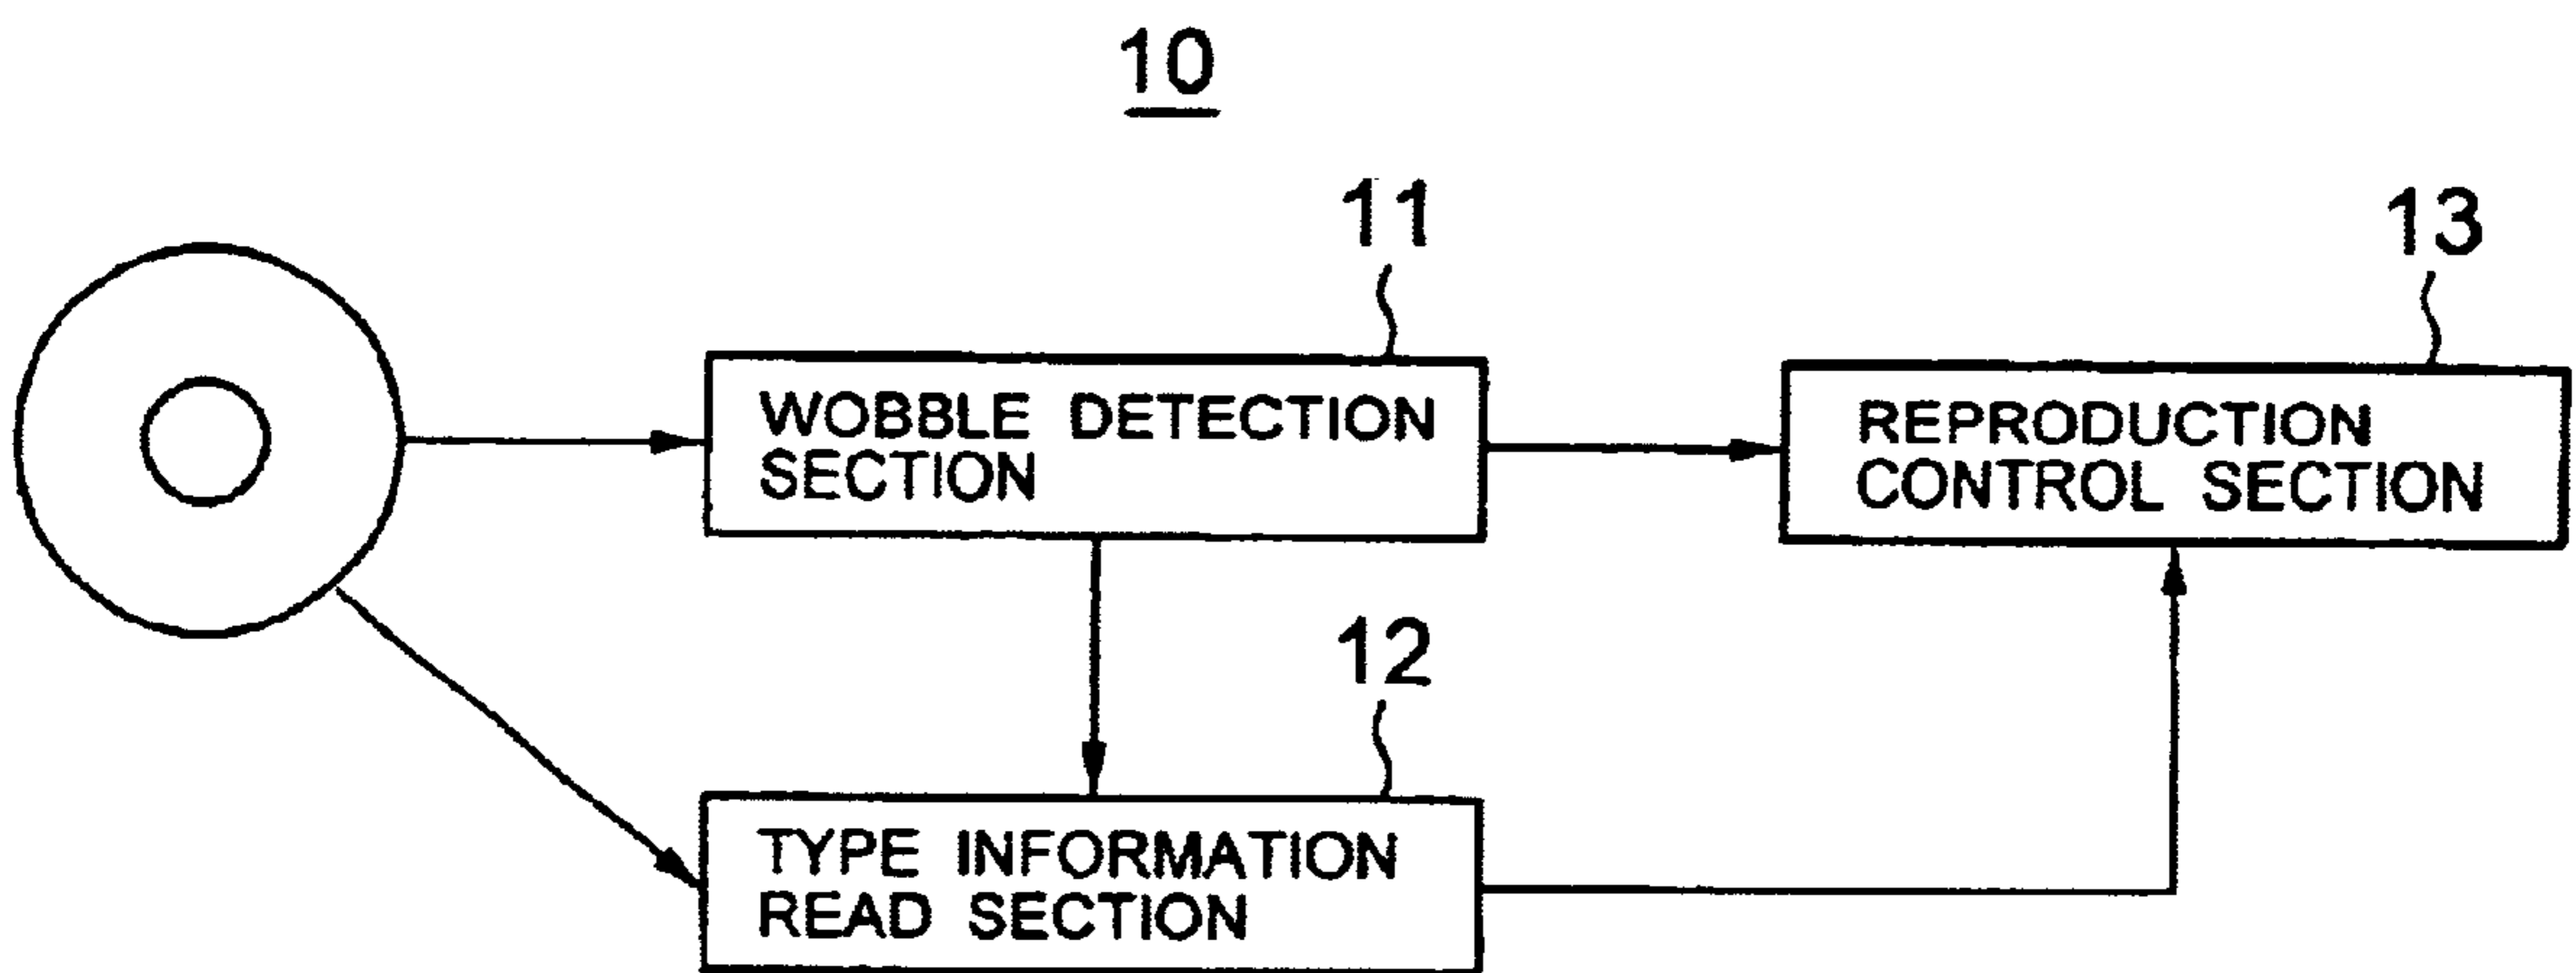 10
11
13
WOBBLE DETECTION
SECTION
REPRODUCTION
CONTROL SECTION
12
TYPE INFORMATION
READ SECTION